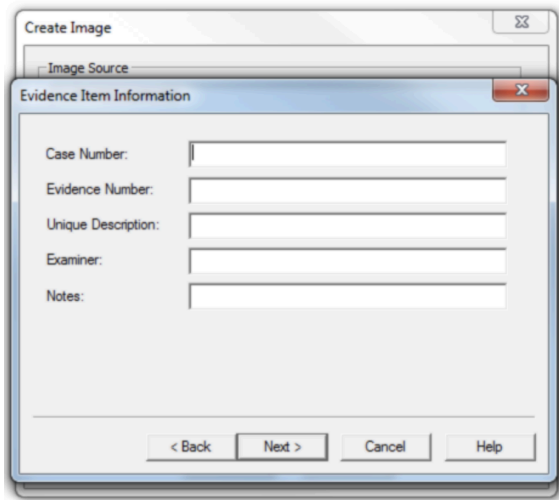 Create Image
Image Source
Evidence Item Information
Case Number:
Evidence Number:
Unique Description:
Examiner:
Notes:
< Back Next > Cancel Help